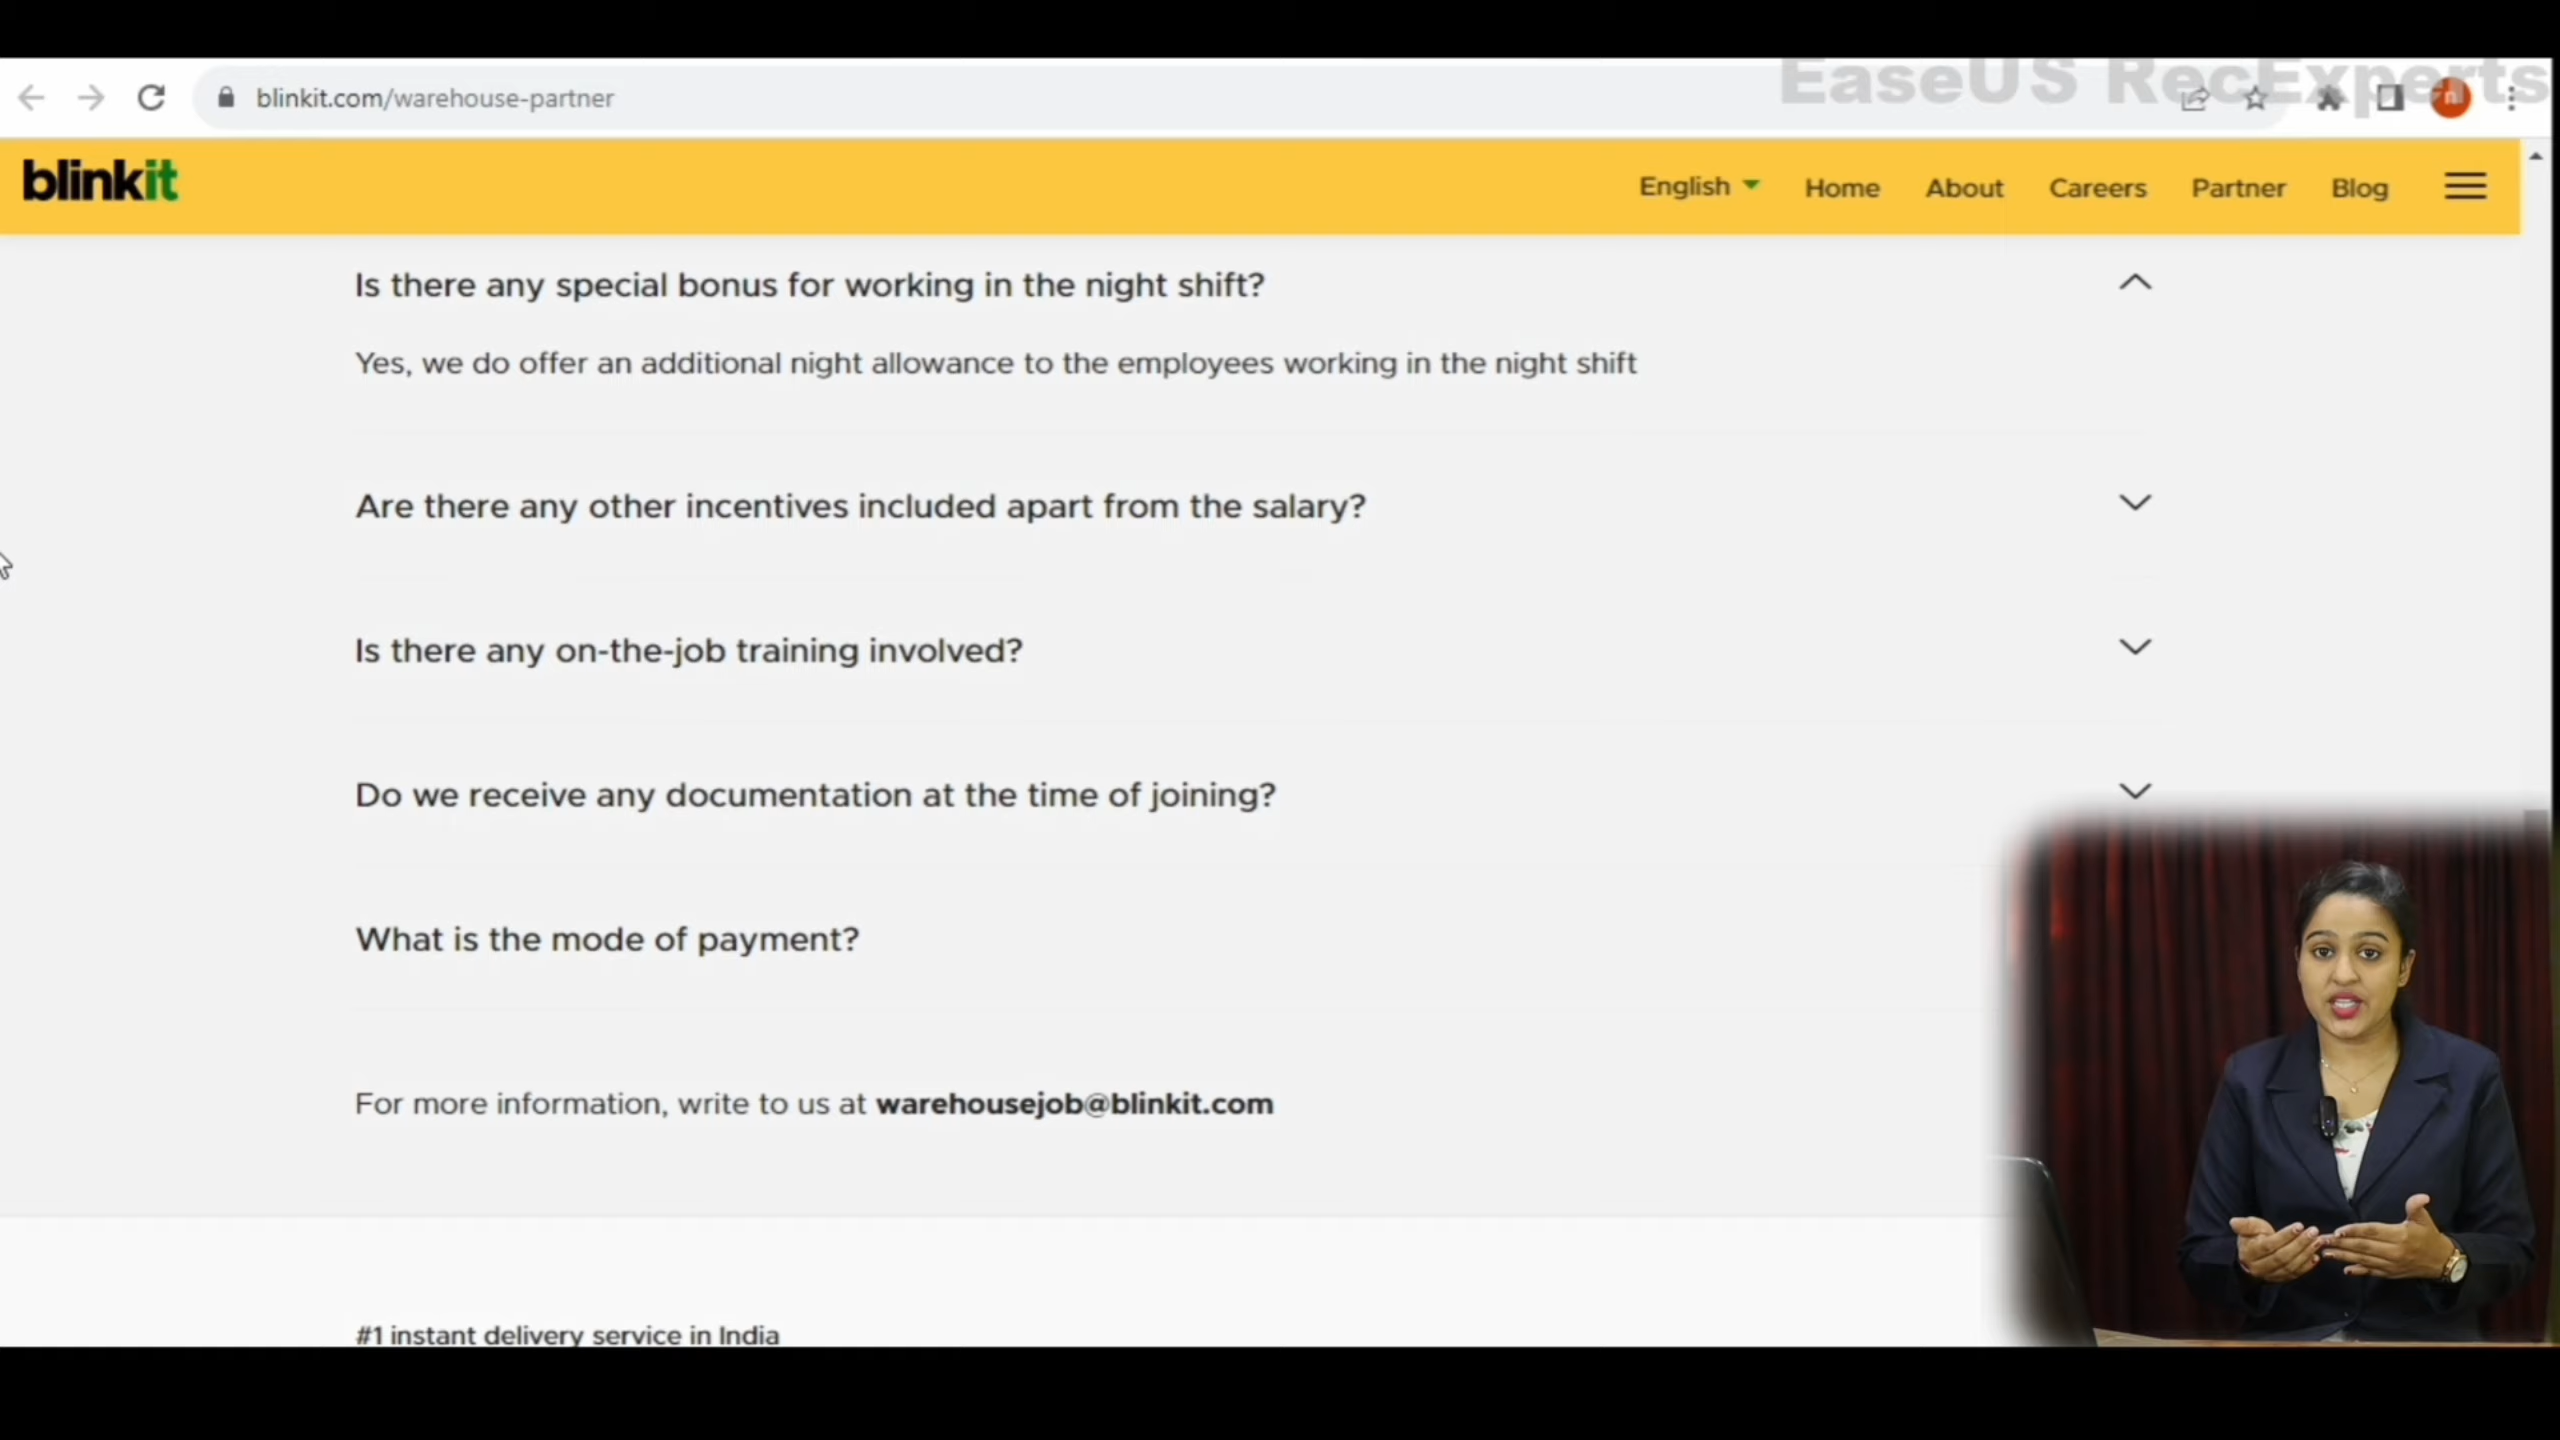 EaseUS RecExperts
blinkit.com/warehouse-partner
blinkit
English Home About Careers Partner Blog
Is there any special bonus for working in the night shift?
Yes, we do offer an additional night allowance to the employees working in the night shift
Are there any other incentives included apart from the salary?
Is there any on-the-job training involved?
Do we receive any documentation at the time of joining?
What is the mode of payment?
For more information, write to us at warehousejob@blinkit.com
#1 instant delivery service in India